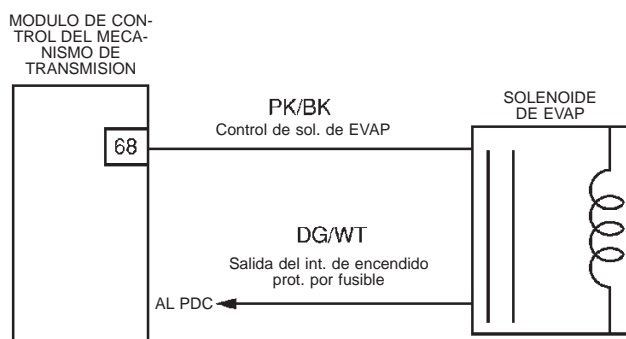 MODULO DE CON-
TROL DEL MECA-
NISMO DE
TRANSMISION
68
PK/BK
Control de sol. de EVAP
SOLENOIDE
DE EVAP
DG/WT
Salida del int. de encendido
prot. por fusible
AL PDC